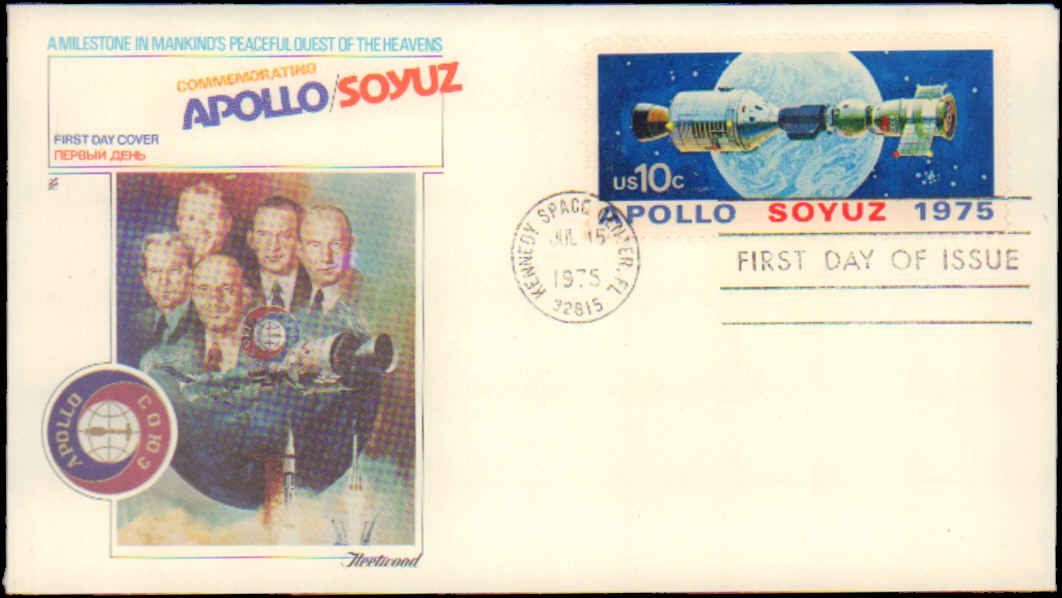 A MILESTONE IN MANKIND'S PEACEFUL QUEST OF THE HEAVENS
COMMEMORATING
APOLLO/SOYUZ
FIRST DAY COVER
ПЕРВЫЙ ДЕНЬ
APOLLO
СОЮЗ
Fleetwood
US10c
APOLLO SOYUZ 1975
KENNEDY SPACE CENTER, FL
JUL 15
1975
32815
FIRST DAY OF ISSUE